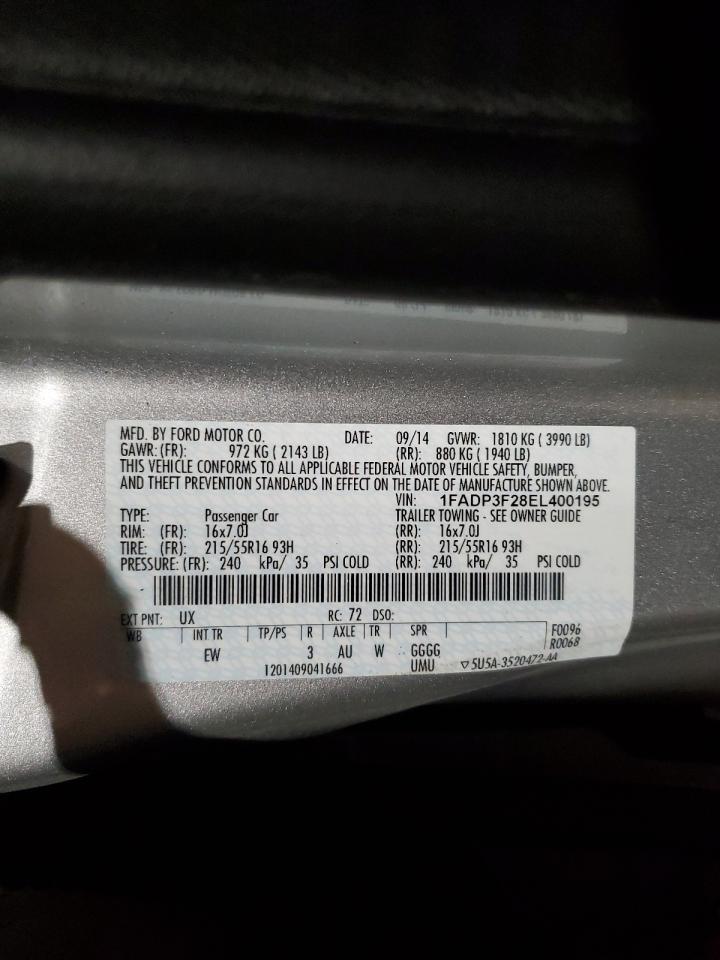 MFD. BY FORD MOTOR CO. DATE: 09/14 GVWR: 1810 KG ( 3990 LB)
GAWR: (FR): 972 KG ( 2143 LB) (RR): 880 KG ( 1940 LB)
THIS VEHICLE CONFORMS TO ALL APPLICABLE FEDERAL MOTOR VEHICLE SAFETY, BUMPER,
AND THEFT PREVENTION STANDARDS IN EFFECT ON THE DATE OF MANUFACTURE SHOWN ABOVE.
VIN: 1FADP3F28EL400195
TYPE: Passenger Car TRAILER TOWING - SEE OWNER GUIDE
RIM: (FR): 16x7.0J (RR): 16x7.0J
TIRE: (FR): 215/55R16 93H (RR): 215/55R16 93H
PRESSURE: (FR): 240 kPa/ 35 PSI COLD (RR): 240 kPa/ 35 PSI COLD
EXT PNT: UX RC: 72 DSO:
WB INT TR TP/PS R AXLE TR SPR F0096
EW 3 AU W GGGG R0068
1201409041666 UMU ▽5U5A-3520472-AA